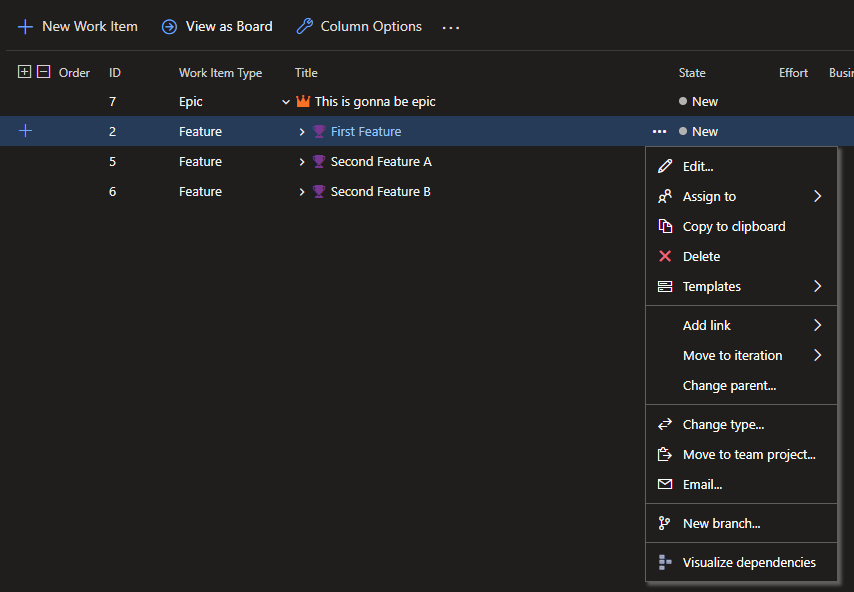 New Work Item View as Board Column Options
Order ID Work Item Type Title State Effort
7 Epic This is gonna be epic New
2 Feature First Feature New
5 Feature Second Feature A
6 Feature Second Feature B
Edit...
Assign to
Copy to clipboard
Delete
Templates
Add link
Move to iteration
Change parent...
Change type...
Move to team project...
Email...
New branch...
Visualize dependencies